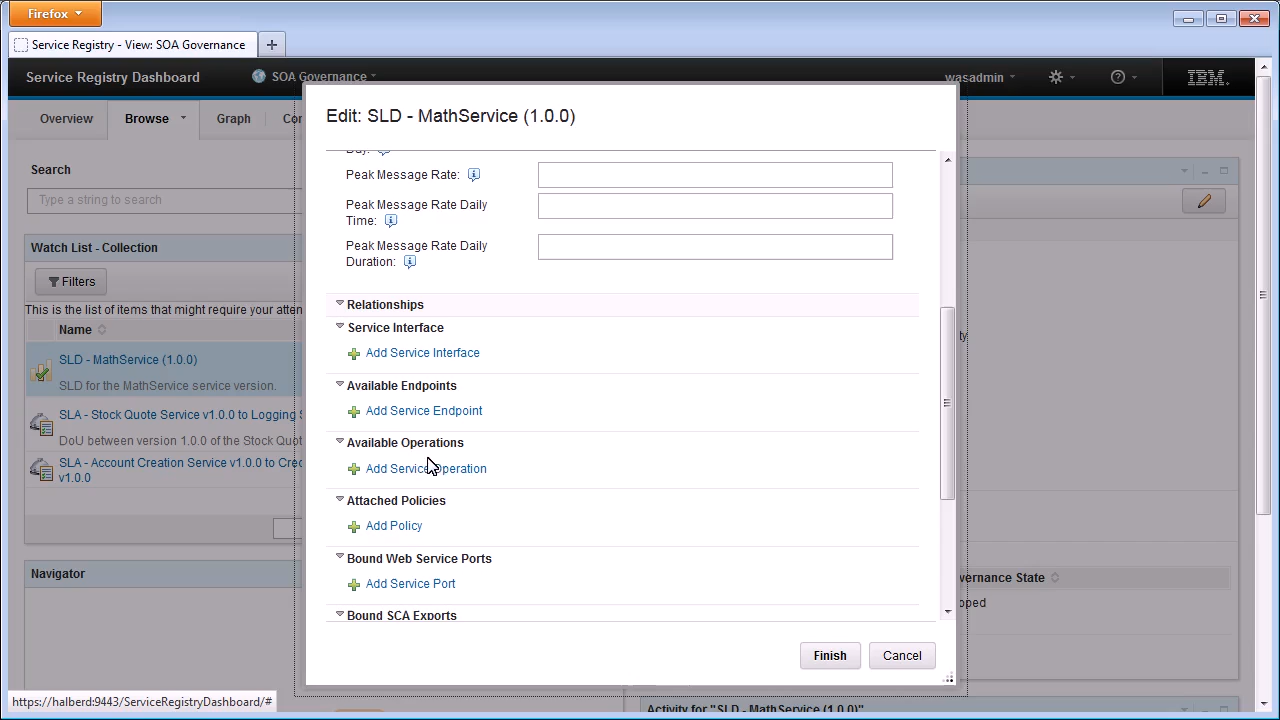 Firefox
Service Registry - View: SOA Governance
Service Registry Dashboard
SOA Governance
wasadmin
IBM.
Overview
Browse
Graph
Search
Type a string to search
Watch List - Collection
Filters
This is the list of items that might require your
Name
SLD - MathService (1.0.0)
SLD for the MathService service version.
SLA - Stock Quote Service v1.0.0 to Logging
DoU between version 1.0.0 of the Stock
SLA - Account Creation Service v1.0.0 to
v1.0.0
Navigator
Edit: SLD - MathService (1.0.0)
Day:
Peak Message Rate:
Peak Message Rate Daily
Time:
Peak Message Rate Daily
Duration:
Relationships
Service Interface
Add Service Interface
Available Endpoints
Add Service Endpoint
Available Operations
Add Service Operation
Attached Policies
Add Policy
Bound Web Service Ports
Add Service Port
Bound SCA Exports
Finish
Cancel
State
https://halberd:9443/ServiceRegistryDashboard/#
Activity for "SLD - MathService (1.0.0)"